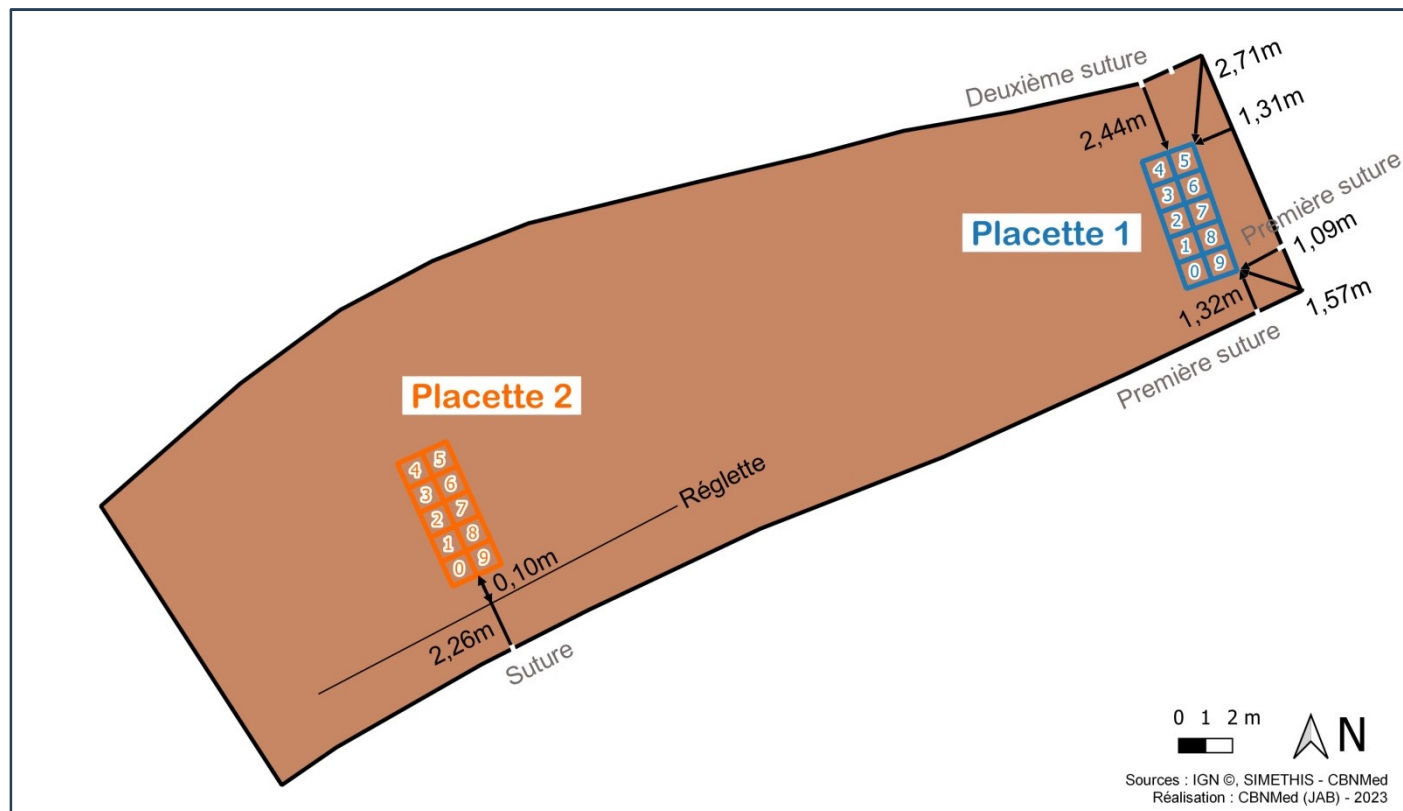 Deuxième suture
2,71m
1,31m
2,44m
4 5
3 6
2 7
1 8
0 9
Placette 1
Première suture
1,09m
1,32m
1,57m
Première suture
Placette 2
4 5
3 6
2 7
1 8
0 9
Réglette
0,10m
2,26m
Suture
0 1 2 m
N
Sources : IGN ©, SIMETHIS - CBNMed
Réalisation : CBNMed (JAB) - 2023